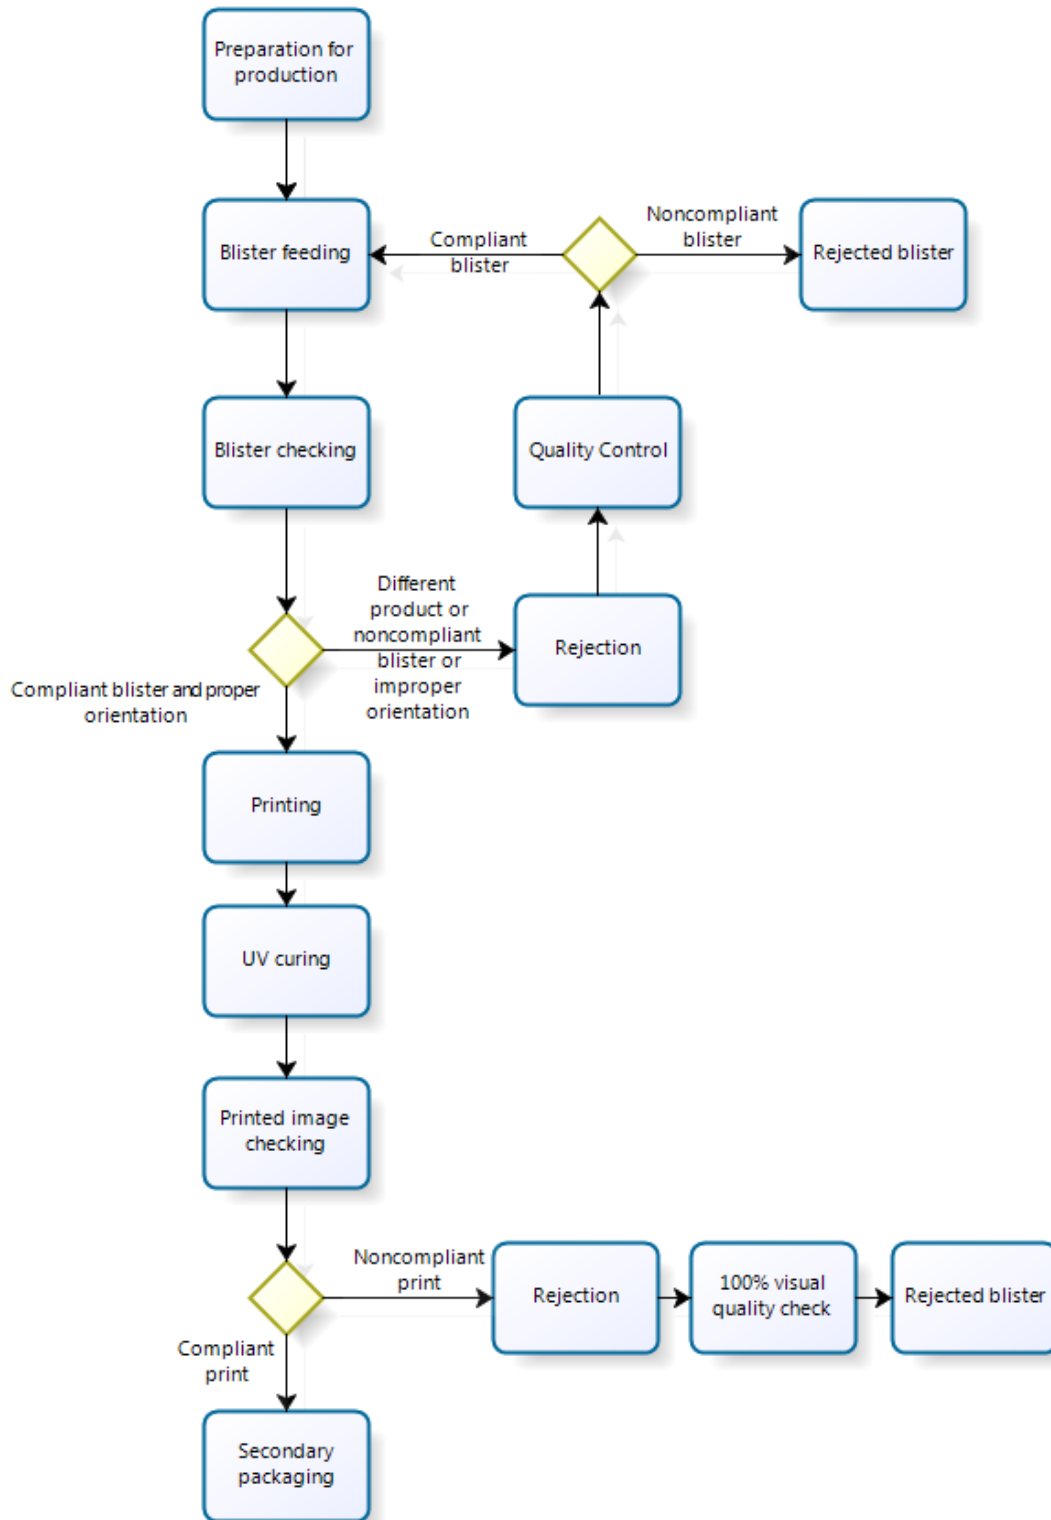 Preparation for
production
Blister feeding
Compliant
blister
Noncompliant
blister
Rejected blister
Blister checking
Quality Control
Different
product or
noncompliant
blister or
improper
orientation
Rejection
Compliant blister and proper
orientation
Printing
UV curing
Printed image
checking
Noncompliant
print
Rejection
100% visual
quality check
Rejected blister
Compliant
print
Secondary
packaging